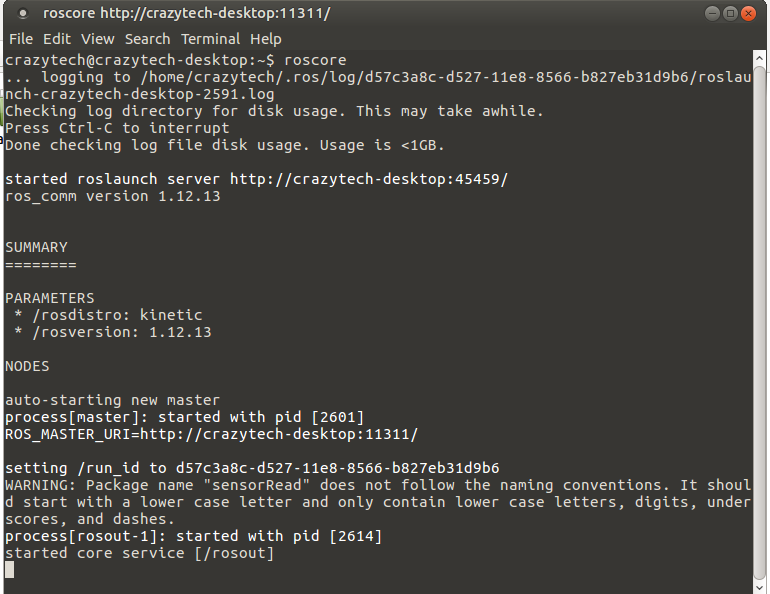 roscore http://crazytech-desktop:11311/
File Edit View Search Terminal Help
crazytech@crazytech-desktop:~$ roscore
... logging to /home/crazytech/.ros/log/d57c3a8c-d527-11e8-8566-b827eb31d9b6/roslau
nch-crazytech-desktop-2591.log
Checking log directory for disk usage. This may take awhile.
Press Ctrl-C to interrupt
Done checking log file disk usage. Usage is <1GB.
started roslaunch server http://crazytech-desktop:45459/
ros_comm version 1.12.13
SUMMARY
========
PARAMETERS
 * /rosdistro: kinetic
 * /rosversion: 1.12.13
NODES
auto-starting new master
process[master]: started with pid [2601]
ROS_MASTER_URI=http://crazytech-desktop:11311/
setting /run_id to d57c3a8c-d527-11e8-8566-b827eb31d9b6
WARNING: Package name "sensorRead" does not follow the naming conventions. It shoul
d start with a lower case letter and only contain lower case letters, digits, under
scores, and dashes.
process[rosout-1]: started with pid [2614]
started core service [/rosout]